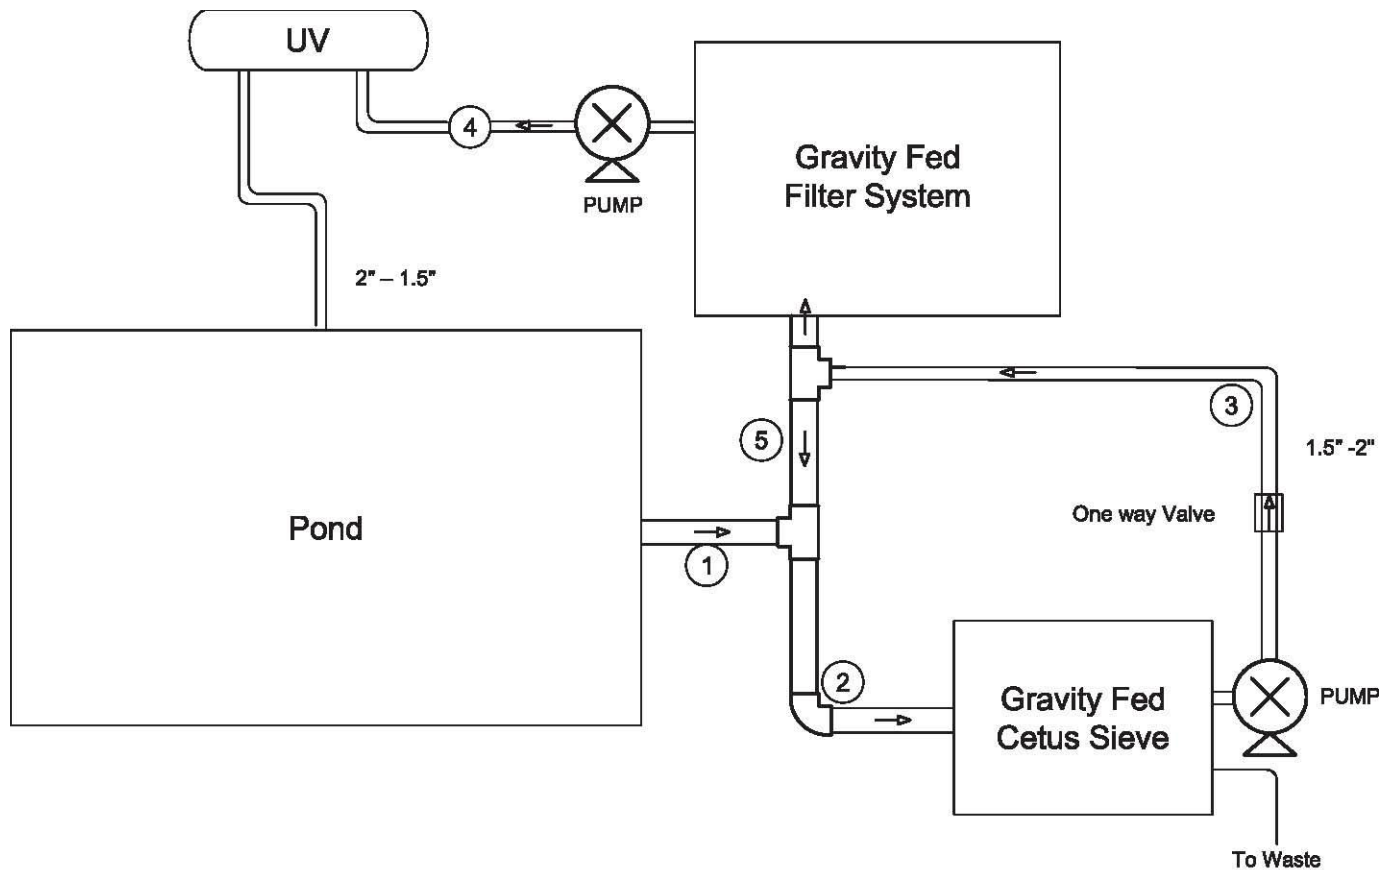 UV
4
PUMP
Gravity Fed
Filter System
2" – 1.5"
3
5
1.5" -2"
Pond
One way Valve
1
2
Gravity Fed
Cetus Sieve
PUMP
To Waste